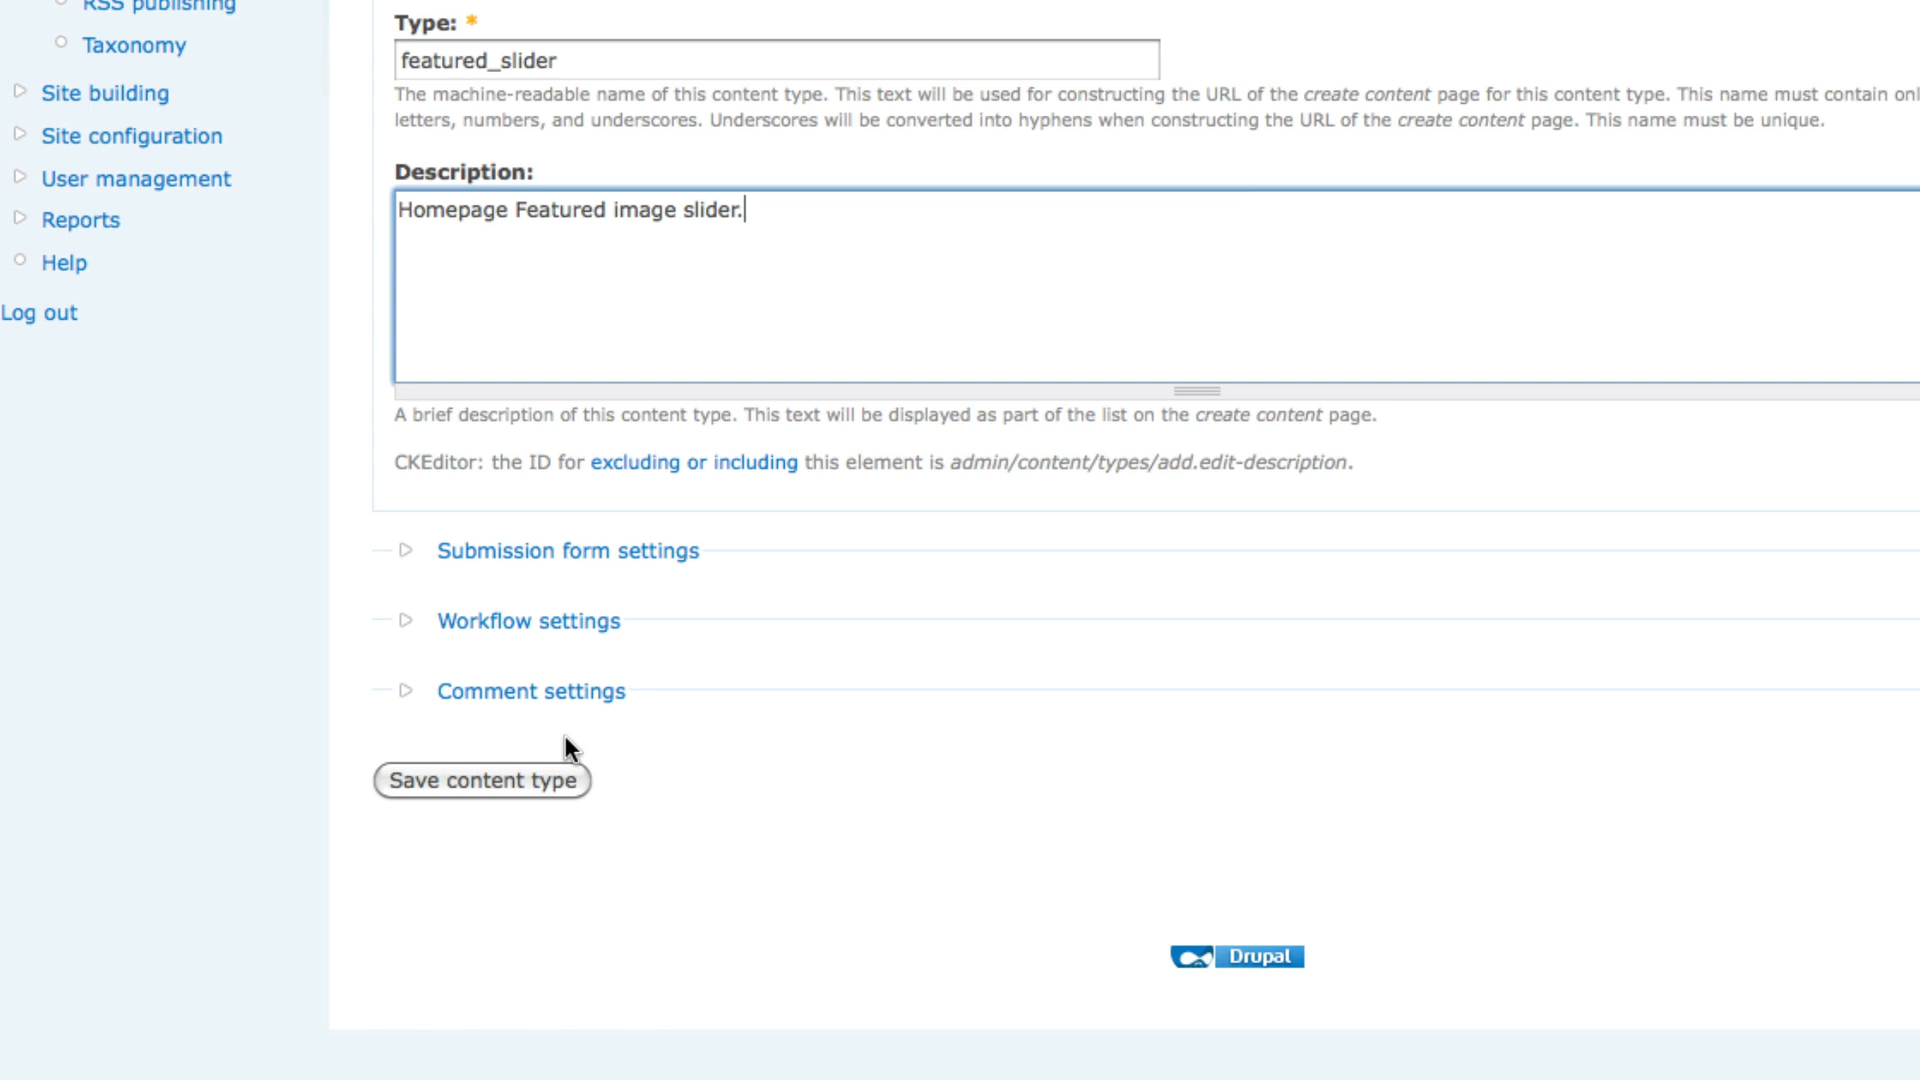 RSS publishing
Taxonomy
Site building
Site configuration
User management
Reports
Help
Log out
Type: *
featured_slider
The machine-readable name of this content type. This text will be used for constructing the URL of the create content page for this content type. This name must contain onl
letters, numbers, and underscores. Underscores will be converted into hyphens when constructing the URL of the create content page. This name must be unique.
Description:
Homepage Featured image slider.
A brief description of this content type. This text will be displayed as part of the list on the create content page.
CKEditor: the ID for excluding or including this element is admin/content/types/add.edit-description.
Submission form settings
Workflow settings
Comment settings
Save content type
Drupal